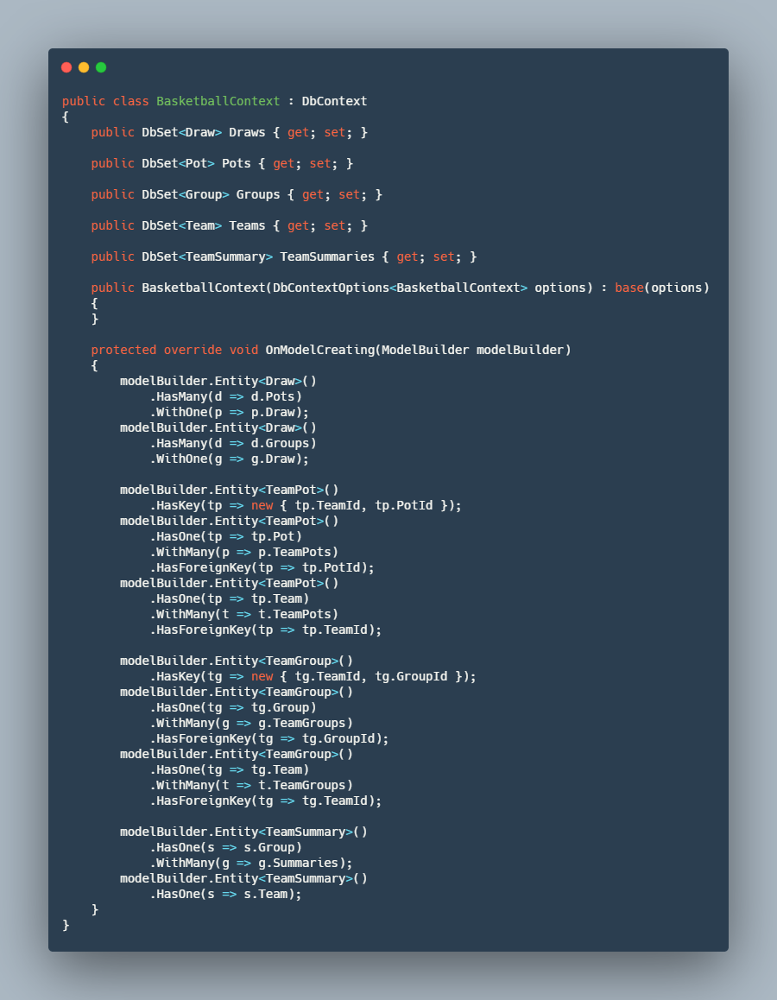 public class BasketballContext : DbContext
{
    public DbSet<Draw> Draws { get; set; }

    public DbSet<Pot> Pots { get; set; }

    public DbSet<Group> Groups { get; set; }

    public DbSet<Team> Teams { get; set; }

    public DbSet<TeamSummary> TeamSummaries { get; set; }

    public BasketballContext(DbContextOptions<BasketballContext> options) : base(options)
    {
    }

    protected override void OnModelCreating(ModelBuilder modelBuilder)
    {
        modelBuilder.Entity<Draw>()
            .HasMany(d => d.Pots)
            .WithOne(p => p.Draw);
        modelBuilder.Entity<Draw>()
            .HasMany(d => d.Groups)
            .WithOne(g => g.Draw);

        modelBuilder.Entity<TeamPot>()
            .HasKey(tp => new { tp.TeamId, tp.PotId });
        modelBuilder.Entity<TeamPot>()
            .HasOne(tp => tp.Pot)
            .WithMany(p => p.TeamPots)
            .HasForeignKey(tp => tp.PotId);
        modelBuilder.Entity<TeamPot>()
            .HasOne(tp => tp.Team)
            .WithMany(t => t.TeamPots)
            .HasForeignKey(tp => tp.TeamId);

        modelBuilder.Entity<TeamGroup>()
            .HasKey(tg => new { tg.TeamId, tg.GroupId });
        modelBuilder.Entity<TeamGroup>()
            .HasOne(tg => tg.Group)
            .WithMany(g => g.TeamGroups)
            .HasForeignKey(tg => tg.GroupId);
        modelBuilder.Entity<TeamGroup>()
            .HasOne(tg => tg.Team)
            .WithMany(t => t.TeamGroups)
            .HasForeignKey(tg => tg.TeamId);

        modelBuilder.Entity<TeamSummary>()
            .HasOne(s => s.Group)
            .WithMany(g => g.Summaries);
        modelBuilder.Entity<TeamSummary>()
            .HasOne(s => s.Team);
    }
}